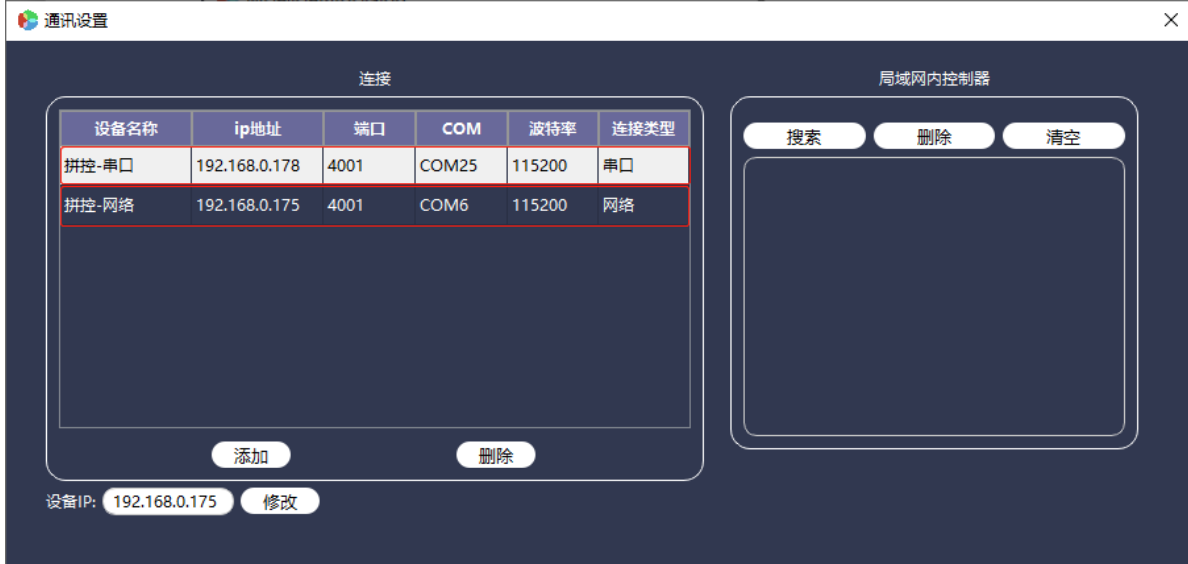 通讯设置
连接
设备名称 ip地址 端口 COM 波特率 连接类型
拼控-串口 192.168.0.178 4001 COM25 115200 串口
拼控-网络 192.168.0.175 4001 COM6 115200 网络
添加 删除
设备IP: 192.168.0.175 修改
局域网内控制器
搜索 删除 清空